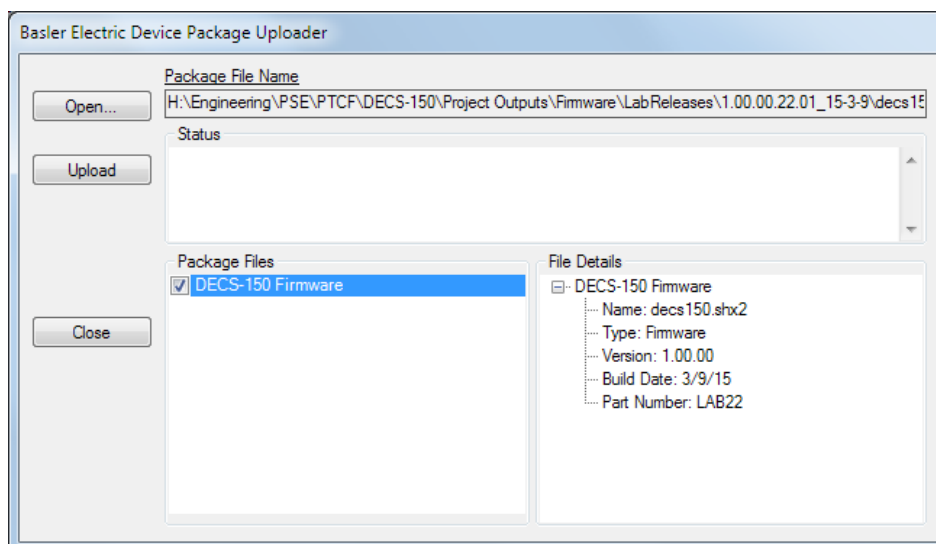 Basler Electric Device Package Uploader
Package File Name
Open...
H:\Engineering\PSE\PTCF\DECS-150\Project Outputs\Firmware\LabReleases\1.00.00.22.01_15-3-9\decs15
Status
Upload
Package Files
DECS-150 Firmware
Close
File Details
DECS-150 Firmware
Name: decs150.shx2
Type: Firmware
Version: 1.00.00
Build Date: 3/9/15
Part Number: LAB22